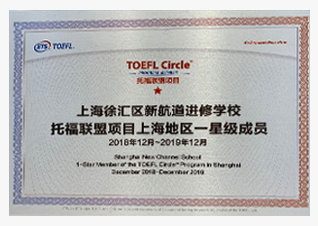 ETS TOEFL
TOEFL Circle™
托福联盟项目
上海徐汇区新航道进修学校
托福联盟项目上海地区一星级成员
2018年12月~2019年12月
Shanghai New Channel School
1-Star Member of the TOEFL Circle™ Program in Shanghai
December 2018-December 2019